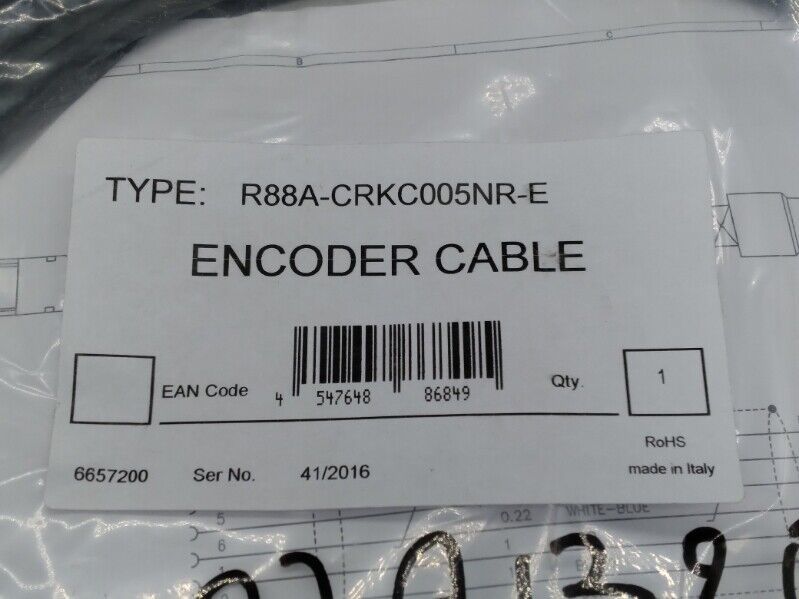 B
C
TYPE: R88A-CRKC005NR-E
ENCODER CABLE
EAN Code
4 547648 86849
Qty.
1
RoHS
6657200 Ser No. 41/2016 made in Italy
5 0.22 WHITE-BLUE
6 1